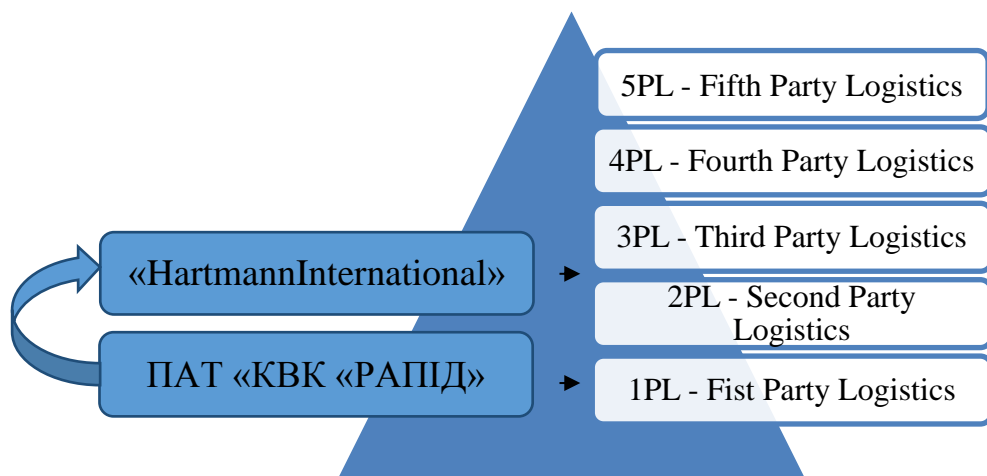 5PL - Fifth Party Logistics
4PL - Fourth Party Logistics
3PL - Third Party Logistics
«HartmannInternational»
2PL - Second Party
Logistics
ПАТ «КВК «РАПІД»
1PL - Fist Party Logistics